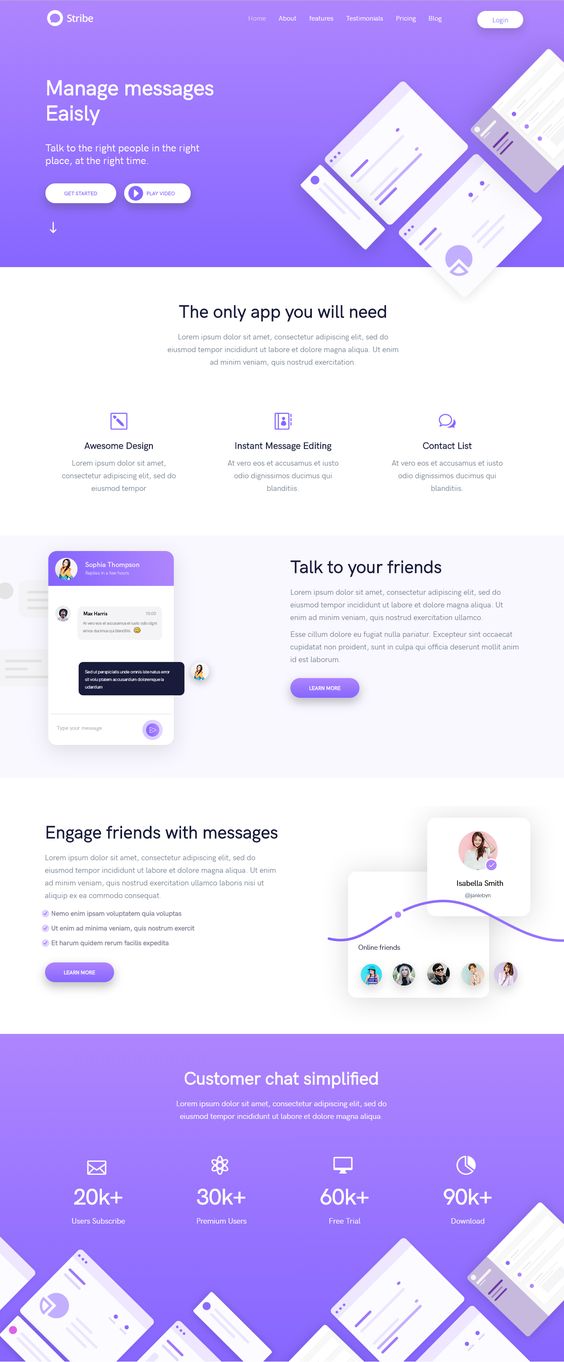 Stribe
Home About features Testimonials Pricing Blog
Login
Manage messages
Eaisly
Talk to the right people in the right
place, at the right time.
GET STARTED
PLAY VIDEO
The only app you will need
Lorem ipsum dolor sit amet, consectetur adipiscing elit, sed do
eiusmod tempor incididunt ut labore et dolore magna aliqua. Ut enim
ad minim veniam, quis nostrud exercitation
Awesome Design
Lorem ipsum dolor sit amet,
consectetur adipiscing elit, sed do
eiusmod tempor
Instant Message Editing
At vero eos et accusamus et iusto
odio dignissimos ducimus qui
blanditiis
Contact List
At vero eos et accusamus et iusto
odio dignissimos ducimus qui
blanditiis.
Sophia Thompson
Replies in a few hours
Max Harris
At vero eos et accusamus et iusto odio digni
simos ducimus qui blanditiis.
Sed ut perspiciatis unde omnis iste natus error
sit voluptatem accusantium doloremque la
udantium
Type your message
Talk to your friends
Lorem ipsum dolor sit amet, consectetur adipiscing elit, sed do
eiusmod tempor incididunt ut labore et dolore magna aliqua. Ut
enim ad minim veniam, quis nostrud exercitation ullamco.
Esse cillum dolore eu fugiat nulla pariatur. Excepteur sint occaecat
cupidatat non proident, sunt in culpa qui officia deserunt mollit anim
id est laborum.
LEARN MORE
Engage friends with messages
Lorem ipsum dolor sit amet, consectetur adipiscing elit, sed do
eiusmod tempor incididunt ut labore et dolore magna aliqua. Ut enim
ad minim veniam, quis nostrud exercitation ullamco laboris nisi ut
aliquip ex ea commodo consequat.
Nemo enim ipsam voluptatem quia voluptas
Ut enim ad minima veniam, quis nostrum exercit
Et harum quidem rerum facilis expedita
LEARN MORE
Isabella Smith
Online friends
Customer chat simplified
Lorem ipsum dolor sit amet, consectetur adipiscing elit, sed do
eiusmod tempor incididunt ut labore et dolore magna aliqua.
20k+
Users Subscribe
30k+
Premium Users
60k+
Free Trial
90k+
Download